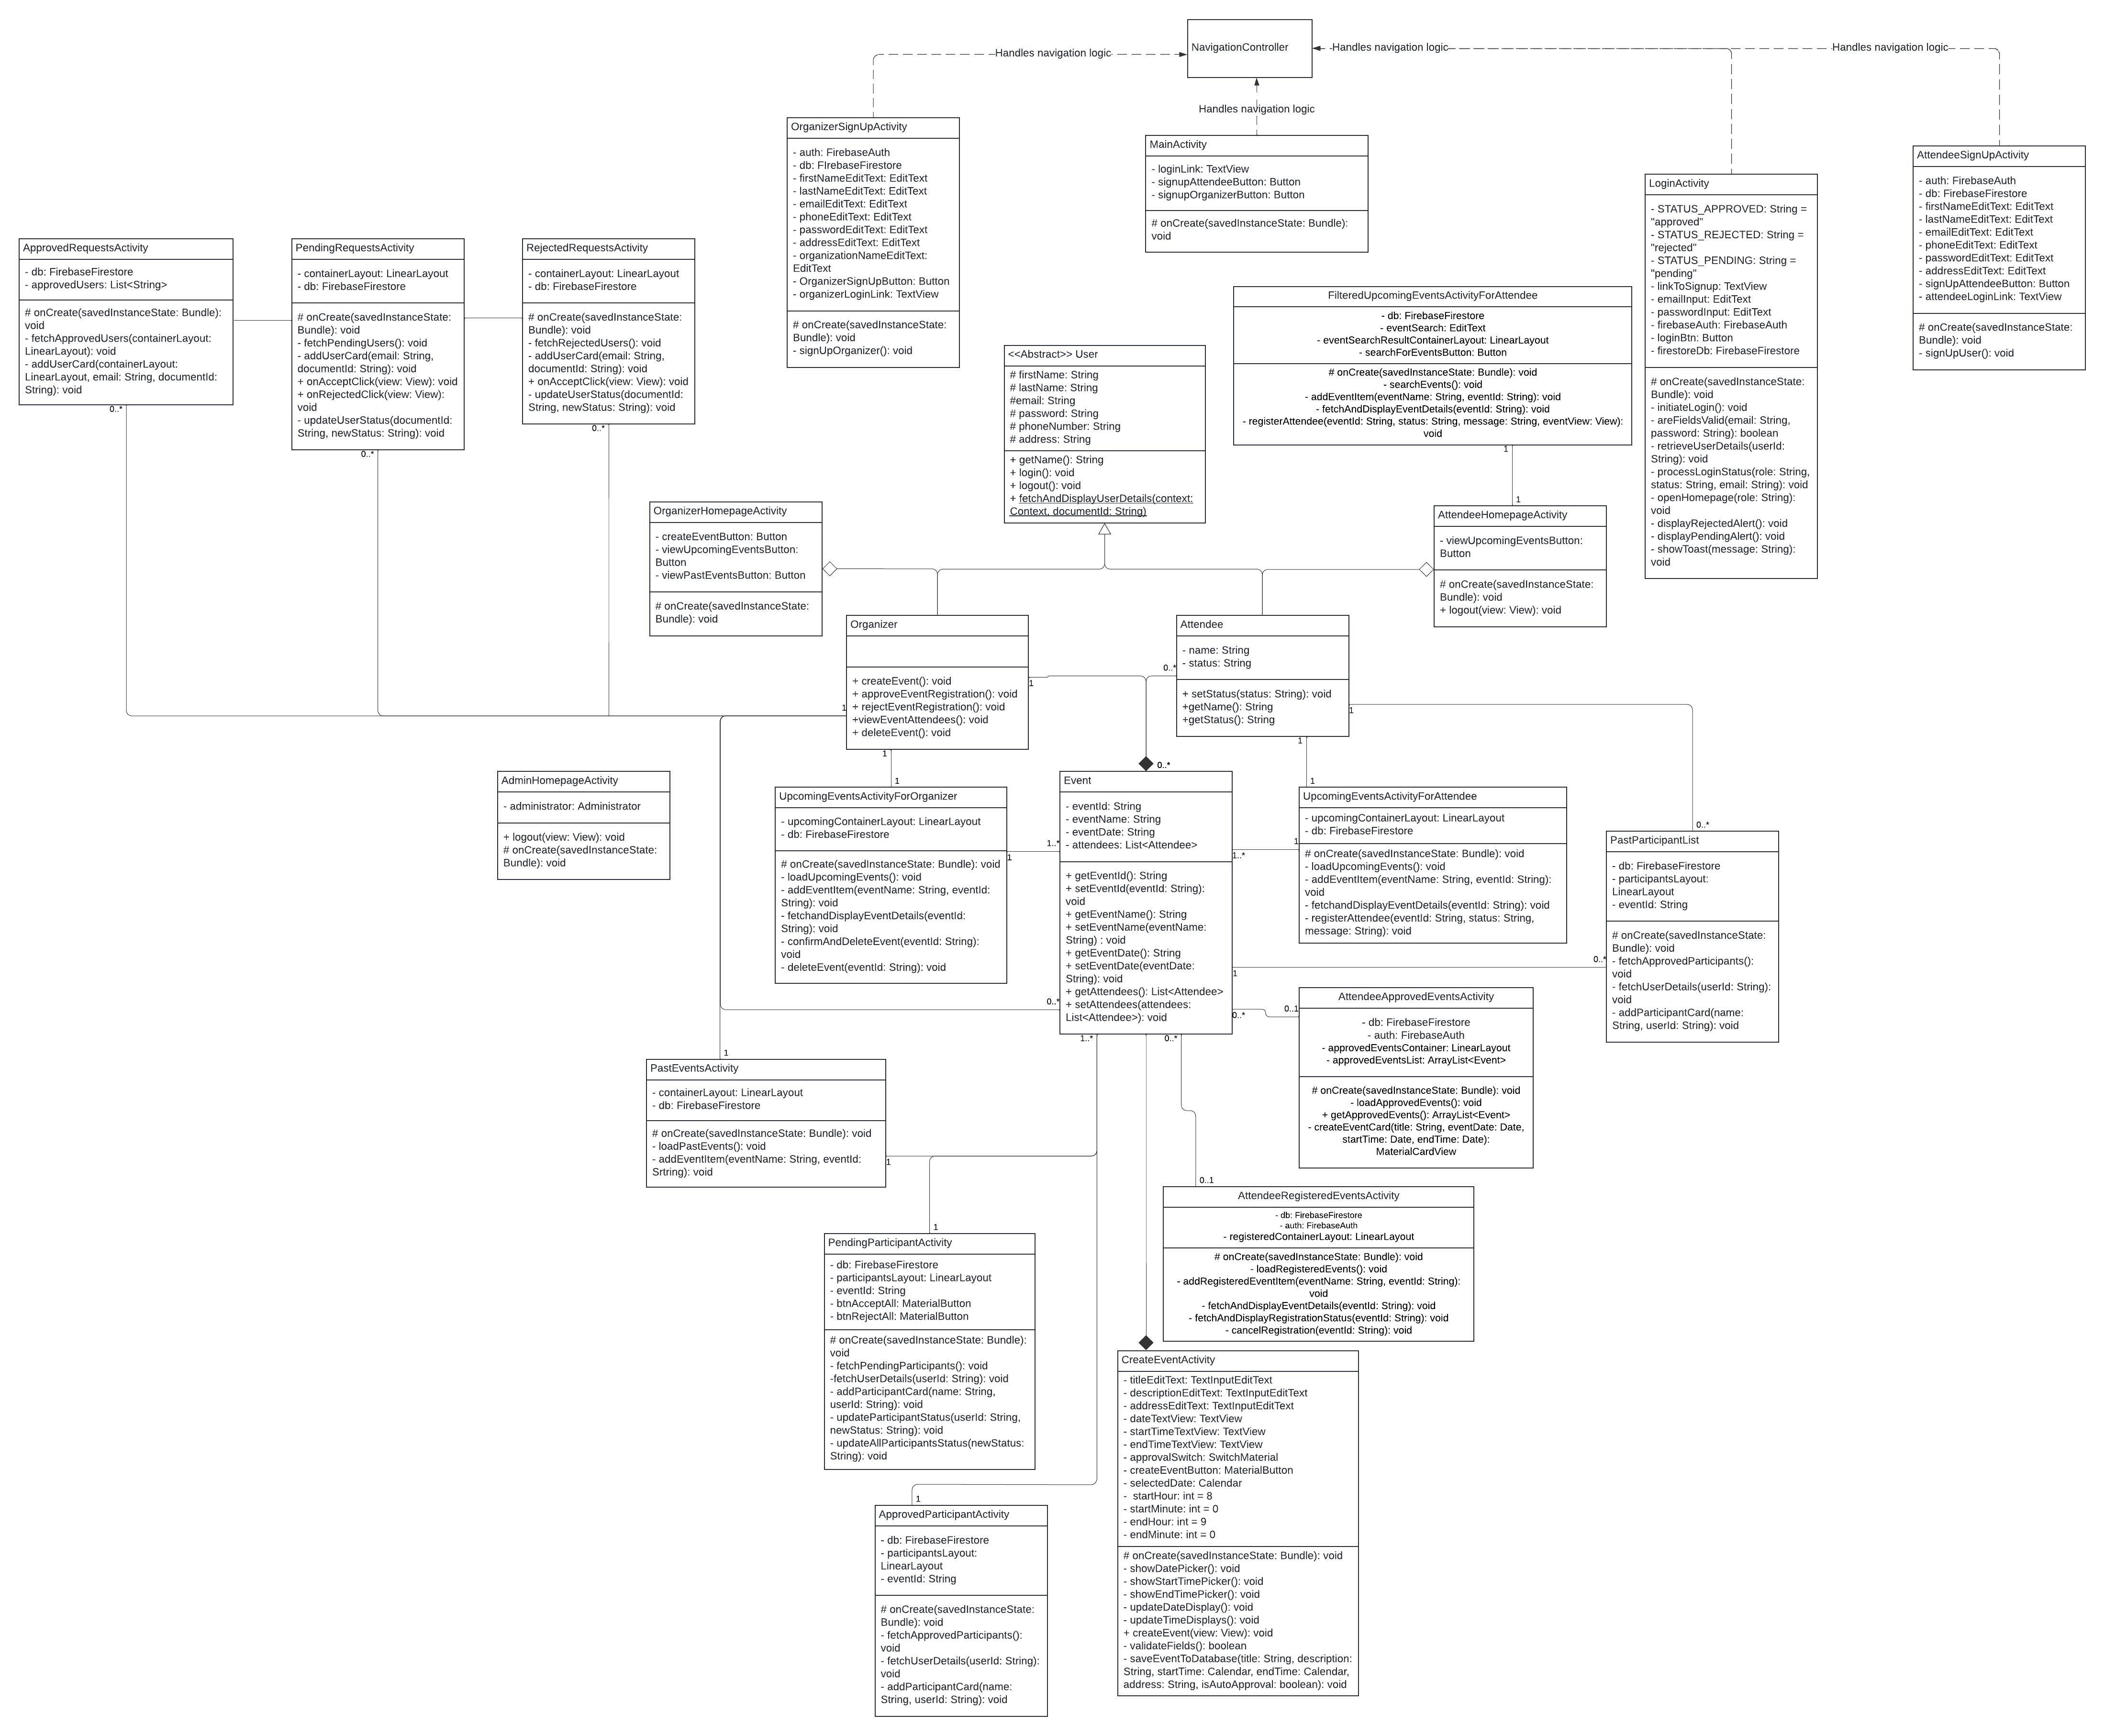 NavigationController
Handles navigation logic
Handles navigation logic
Handles navigation logic
Handles navigation logic
OrganizerSignUpActivity
- auth: FirebaseAuth
- db: FIrebaseFirestore
- firstNameEditText: EditText
- lastNameEditText: EditText
- emailEditText: EditText
- phoneEditText: EditText
- passwordEditText: EditText
- addressEditText: EditText
- organizationNameEditText:
EditText
- OrganizerSignUpButton: Button
- organizerLoginLink: TextView
# onCreate(savedInstanceState:
Bundle): void
- signUpOrganizer(): void
MainActivity
- loginLink: TextView
- signupAttendeeButton: Button
- signupOrganizerButton: Button
# onCreate(savedInstanceState: Bundle):
void
LoginActivity
- STATUS_APPROVED: String =
"approved"
- STATUS_REJECTED: String =
"rejected"
- STATUS_PENDING: String =
"pending"
- linkToSignup: TextView
- emailInput: EditText
- passwordInput: EditText
- firebaseAuth: FirebaseAuth
- loginBtn: Button
- firestoreDb: FirebaseFirestore
# onCreate(savedInstanceState:
Bundle): void
- initiateLogin(): void
- areFieldsValid(email: String,
password: String): boolean
- retrieveUserDetails(userId:
String): void
- processLoginStatus(role: String,
status: String, email: String): void
- openHomepage(role: String):
void
- displayRejectedAlert(): void
- displayPendingAlert(): void
- showToast(message: String):
void
AttendeeSignUpActivity
- auth: FirebaseAuth
- db: FirebaseFirestore
- firstNameEditText: EditText
- lastNameEditText: EditText
- emailEditText: EditText
- phoneEditText: EditText
- passwordEditText: EditText
- addressEditText: EditText
- signUpAttendeeButton: Button
- attendeeLoginLink: TextView
# onCreate(savedInstanceState:
Bundle): void
- signUpUser(): void
ApprovedRequestsActivity
- db: FirebaseFirestore
- approvedUsers: List<String>
# onCreate(savedInstanceState: Bundle):
void
- fetchApprovedUsers(containerLayout:
LinearLayout): void
- addUserCard(containerLayout:
LinearLayout, email: String, documentId:
String): void
0..*
PendingRequestsActivity
- containerLayout: LinearLayout
- db: FirebaseFirestore
# onCreate(savedInstanceState:
Bundle): void
- fetchPendingUsers(): void
- addUserCard(email: String,
documentId: String): void
+ onAcceptClick(view: View): void
+ onRejectedClick(view: View):
void
- updateUserStatus(documentId:
String, newStatus: String): void
0..*
RejectedRequestsActivity
- containerLayout: LinearLayout
- db: FirebaseFirestore
# onCreate(savedInstanceState:
Bundle): void
- fetchRejectedUsers(): void
- addUserCard(email: String,
documentId: String): void
+ onAcceptClick(view: View): void
- updateUserStatus(documentId:
String, newStatus: String): void
0..*
FilteredUpcomingEventsActivityForAttendee
- db: FirebaseFirestore
- eventSearch: EditText
- eventSearchResultContainerLayout: LinearLayout
- searchForEventsButton: Button
# onCreate(savedInstanceState: Bundle): void
- searchEvents(): void
- addEventItem(eventName: String, eventId: String): void
- fetchAndDisplayEventDetails(eventId: String): void
- registerAttendee(eventId: String, status: String, message: String, eventView: View):
void
1
1
<<Abstract>> User
# firstName: String
# lastName: String
#email: String
# password: String
# phoneNumber: String
# address: String
+ getName(): String
+ login(): void
+ logout(): void
+ fetchAndDisplayUserDetails(context:
Context, documentId: String)
OrganizerHomepageActivity
- createEventButton: Button
- viewUpcomingEventsButton:
Button
- viewPastEventsButton: Button
# onCreate(savedInstanceState:
Bundle): void
AttendeeHomepageActivity
- viewUpcomingEventsButton:
Button
# onCreate(savedInstanceState:
Bundle): void
+ logout(view: View): void
Organizer
+ createEvent(): void
+ approveEventRegistration(): void
+ rejectEventRegistration(): void
+viewEventAttendees(): void
+ deleteEvent(): void
1
1
1
1
Attendee
- name: String
- status: String
+ setStatus(status: String): void
+getName(): String
+getStatus(): String
0..*
1
1
1
AdminHomepageActivity
- administrator: Administrator
+ logout(view: View): void
# onCreate(savedInstanceState:
Bundle): void
UpcomingEventsActivityForOrganizer
- upcomingContainerLayout: LinearLayout
- db: FirebaseFirestore
# onCreate(savedInstanceState: Bundle): void
- loadUpcomingEvents(): void
- addEventItem(eventName: String, eventId:
String): void
- fetchandDisplayEventDetails(eventId:
String): void
- confirmAndDeleteEvent(eventId: String):
void
- deleteEvent(eventId: String): void
1
1..*
0..*
Event
- eventId: String
- eventName: String
- eventDate: String
- attendees: List<Attendee>
+ getEventId(): String
+ setEventId(eventId: String):
void
+ getEventName(): String
+ setEventName(eventName:
String) : void
+ getEventDate(): String
+ setEventDate(eventDate:
String): void
+ getAttendees(): List<Attendee>
+ setAttendees(attendees:
List<Attendee>): void
0..*
1..*
1
1
0..*
0..*
0..1
1..*
0..*
UpcomingEventsActivityForAttendee
- upcomingContainerLayout: LinearLayout
- db: FirebaseFirestore
# onCreate(savedInstanceState: Bundle): void
- loadUpcomingEvents(): void
- addEventItem(eventName: String, eventId: String):
void
- fetchandDisplayEventDetails(eventId: String): void
- registerAttendee(eventId: String, status: String,
message: String): void
0..*
PastParticipantList
- db: FirebaseFirestore
- participantsLayout:
LinearLayout
- eventId: String
# onCreate(savedInstanceState:
Bundle): void
- fetchApprovedParticipants():
void
- fetchUserDetails(userId: String):
void
- addParticipantCard(name:
String, userId: String): void
AttendeeApprovedEventsActivity
- db: FirebaseFirestore
- auth: FirebaseAuth
- approvedEventsContainer: LinearLayout
- approvedEventsList: ArrayList<Event>
# onCreate(savedInstanceState: Bundle): void
- loadApprovedEvents(): void
+ getApprovedEvents(): ArrayList<Event>
- createEventCard(title: String, eventDate: Date,
startTime: Date, endTime: Date):
MaterialCardView
1
PastEventsActivity
- containerLayout: LinearLayout
- db: FirebaseFirestore
# onCreate(savedInstanceState: Bundle): void
- loadPastEvents(): void
- addEventItem(eventName: String, eventId:
Srtring): void
1
0..1
AttendeeRegisteredEventsActivity
- db: FirebaseFirestore
- auth: FirebaseAuth
- registeredContainerLayout: LinearLayout
# onCreate(savedInstanceState: Bundle): void
- loadRegisteredEvents(): void
- addRegisteredEventItem(eventName: String, eventId: String):
void
- fetchAndDisplayEventDetails(eventId: String): void
- fetchAndDisplayRegistrationStatus(eventId: String): void
- cancelRegistration(eventId: String): void
1
PendingParticipantActivity
- db: FirebaseFirestore
- participantsLayout: LinearLayout
- eventId: String
- btnAcceptAll: MaterialButton
- btnRejectAll: MaterialButton
# onCreate(savedInstanceState: Bundle):
void
- fetchPendingParticipants(): void
-fetchUserDetails(userId: String): void
- addParticipantCard(name: String,
userId: String): void
- updateParticipantStatus(userId: String,
newStatus: String): void
- updateAllParticipantsStatus(newStatus:
String): void
CreateEventActivity
- titleEditText: TextInputEditText
- descriptionEditText: TextInputEditText
- addressEditText: TextInputEditText
- dateTextView: TextView
- startTimeTextView: TextView
- endTimeTextView: TextView
- approvalSwitch: SwitchMaterial
- createEventButton: MaterialButton
- selectedDate: Calendar
- startHour: int = 8
- startMinute: int = 0
- endHour: int = 9
- endMinute: int = 0
# onCreate(savedInstanceState: Bundle): void
- showDatePicker(): void
- showStartTimePicker(): void
- showEndTimePicker(): void
- updateDateDisplay(): void
- updateTimeDisplays(): void
+ createEvent(view: View): void
- validateFields(): boolean
- saveEventToDatabase(title: String, description:
String, startTime: Calendar, endTime: Calendar,
address: String, isAutoApproval: boolean): void
1
ApprovedParticipantActivity
- db: FirebaseFirestore
- participantsLayout:
LinearLayout
- eventId: String
# onCreate(savedInstanceState:
Bundle): void
- fetchApprovedParticipants():
void
- fetchUserDetails(userId: String):
void
- addParticipantCard(name:
String, userId: String): void